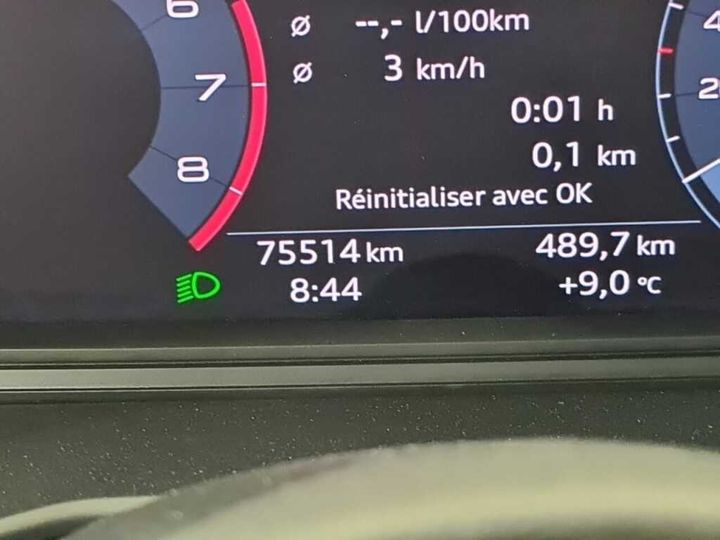 6
7
8
ø --,- l/100km
ø 3 km/h
0:01 h
0,1 km
Réinitialiser avec OK
75514 km 489,7 km
8:44 +9,0 °C